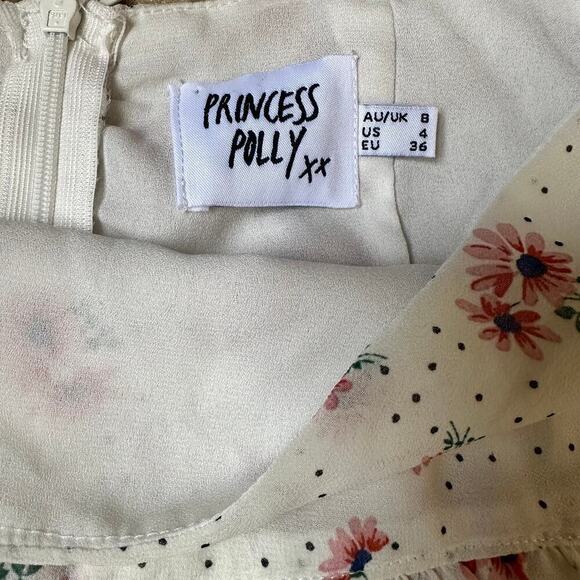 PRINCESS
POLLY
xx
AU/UK 8
US 4
EU 36